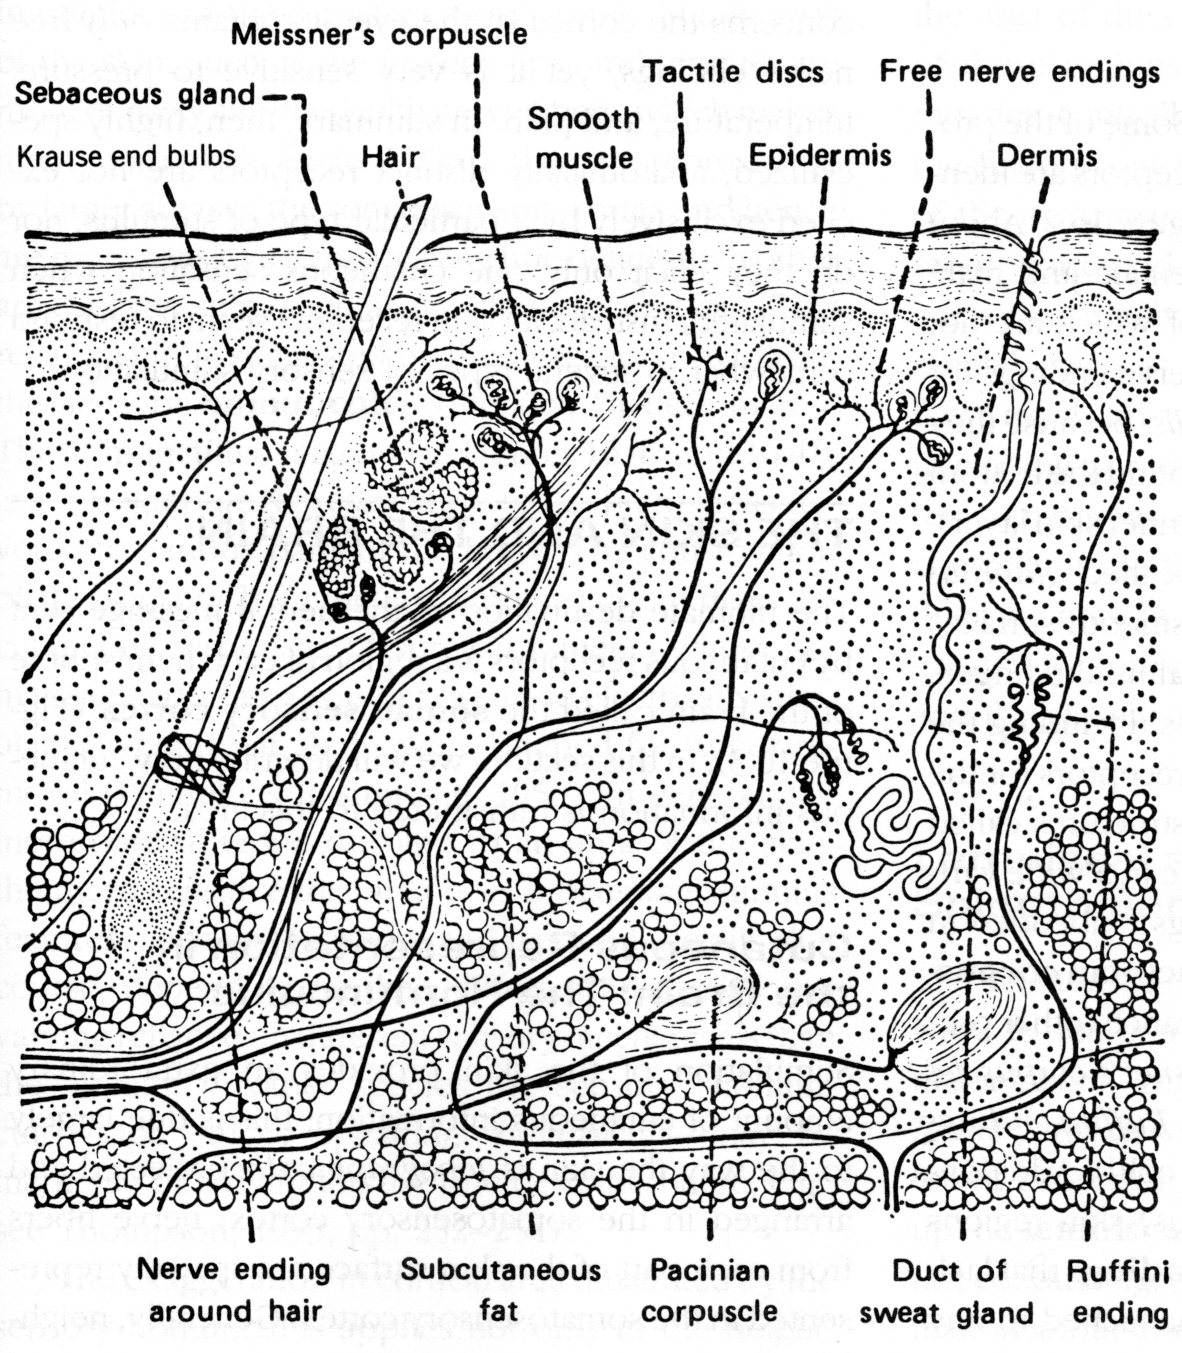 Meissner's corpuscle
Sebaceous gland
Tactile discs
Free nerve endings
Smooth
muscle
Krause end bulbs
Hair
Epidermis
Dermis
Nerve ending
around hair
Subcutaneous
fat
Pacinian
corpuscle
Duct of
sweat gland
Ruffini
ending